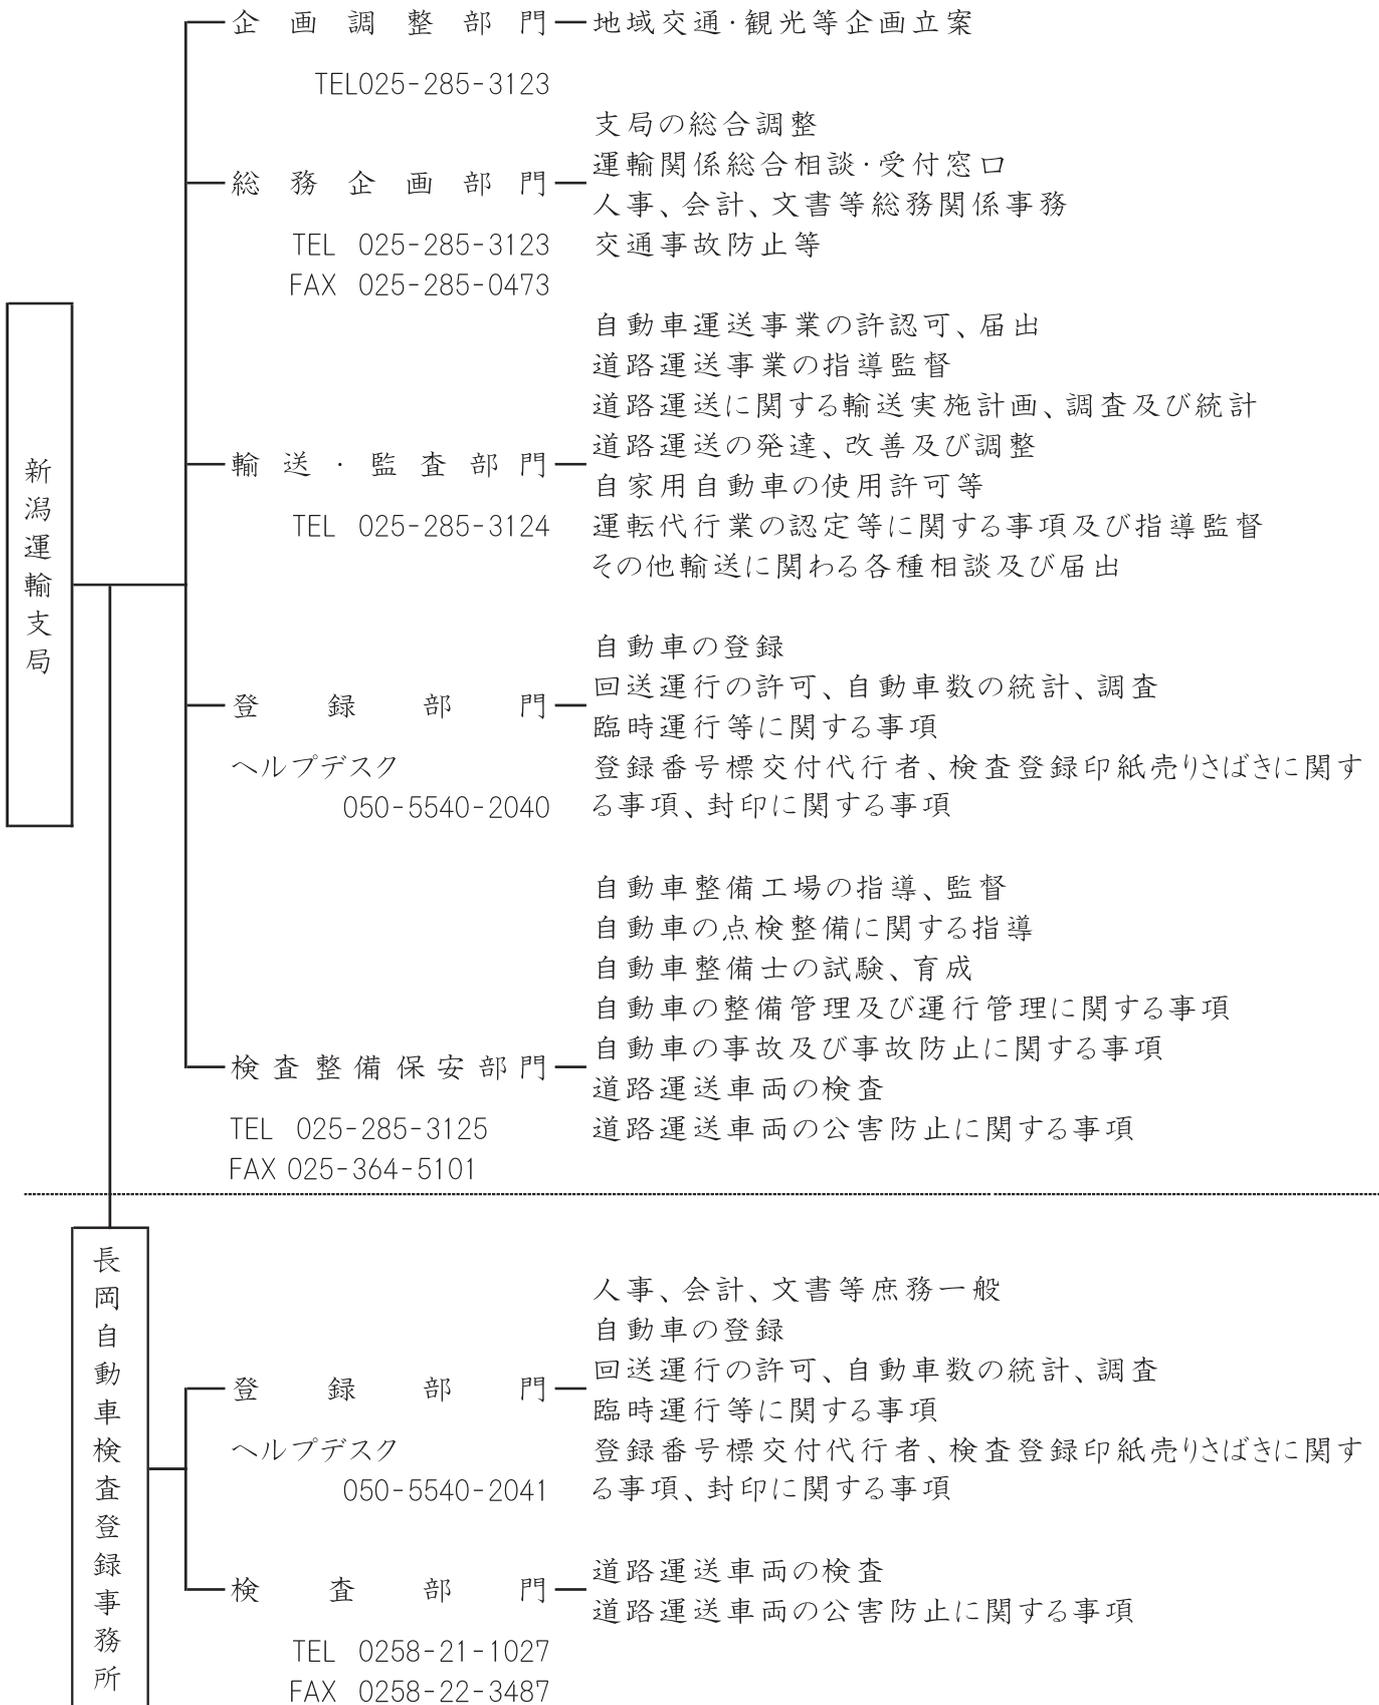 新潟運輸支局
企画調整部門
地域交通・観光等企画立案
TEL025-285-3123
総務企画部門
TEL 025-285-3123
FAX 025-285-0473
支局の総合調整
運輸関係総合相談・受付窓口
人事、会計、文書等総務関係事務
交通事故防止等
輸送・監査部門
TEL 025-285-3124
自動車運送事業の許認可、届出
道路運送事業の指導監督
道路運送に関する輸送実施計画、調査及び統計
道路運送の発達、改善及び調整
自家用自動車の使用許可等
運転代行業の認定等に関する事項及び指導監督
その他輸送に関わる各種相談及び届出
登録部門
ヘルプデスク
050-5540-2040
自動車の登録
回送運行の許可、自動車数の統計、調査
臨時運行等に関する事項
登録番号標交付代行者、検査登録印紙売りさばきに関す
る事項、封印に関する事項
検査整備保安部門
TEL 025-285-3125
FAX 025-364-5101
自動車整備工場の指導、監督
自動車の点検整備に関する指導
自動車整備士の試験、育成
自動車の整備管理及び運行管理に関する事項
自動車の事故及び事故防止に関する事項
道路運送車両の検査
道路運送車両の公害防止に関する事項
長岡自動車検査登録事務所
登録部門
ヘルプデスク
050-5540-2041
人事、会計、文書等庶務一般
自動車の登録
回送運行の許可、自動車数の統計、調査
臨時運行等に関する事項
登録番号標交付代行者、検査登録印紙売りさばきに関す
る事項、封印に関する事項
検査部門
TEL 0258-21-1027
FAX 0258-22-3487
道路運送車両の検査
道路運送車両の公害防止に関する事項